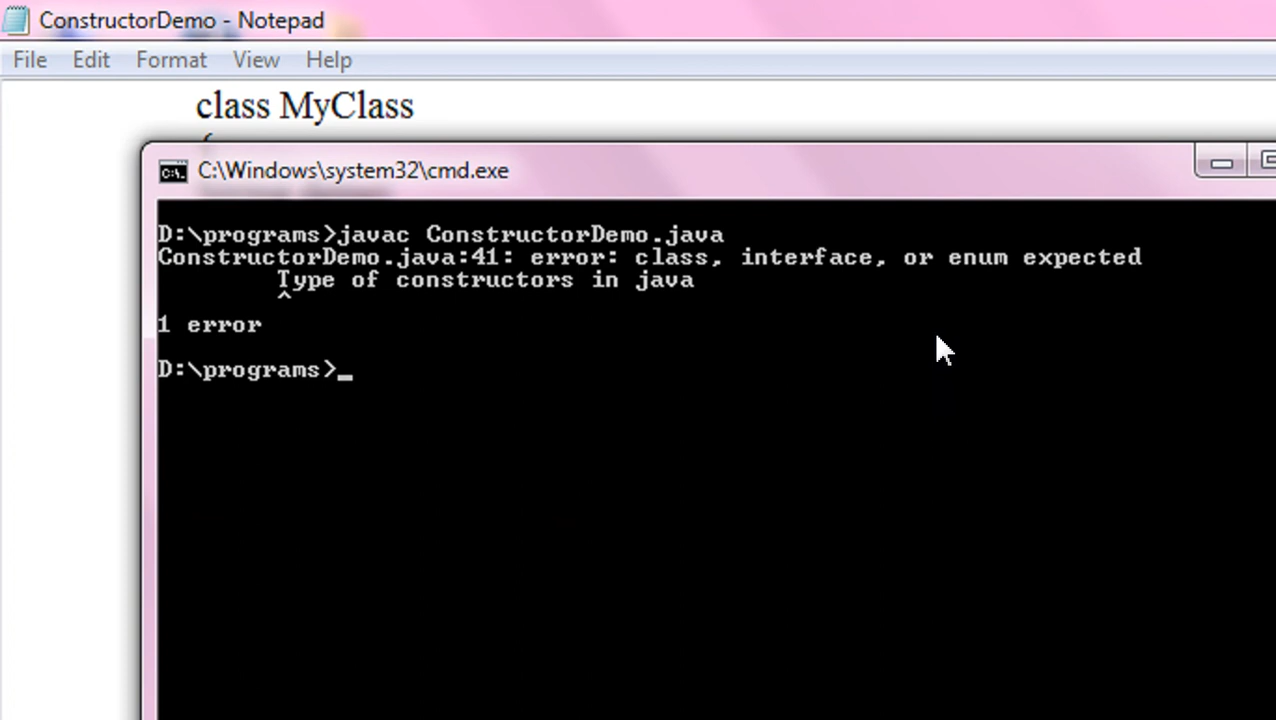 ConstructorDemo - Notepad
File Edit Format View Help
class MyClass
{
C:\Windows\system32\cmd.exe
D:\programs>javac ConstructorDemo.java
ConstructorDemo.java:41: error: class, interface, or enum expected
Type of constructors in java
^
1 error
D:\programs>_